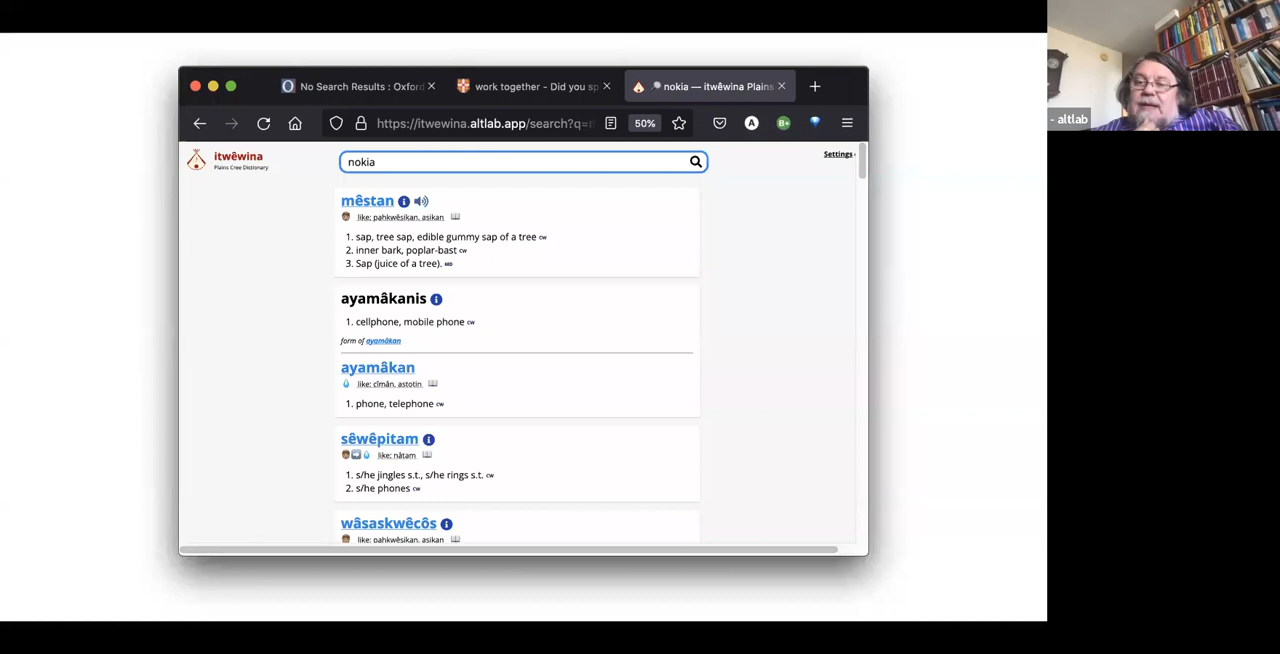 No Search Results : Oxford
work together - Did you sp
nokia — itwêwina Plains
https://itwewina.altlab.app/search?q=n
50%
itwêwina
Plains Cree Dictionary
nokia
Settings
mêstan
like: pahkwêsikan, asikan
1. sap, tree sap, edible gummy sap of a tree CW
2. inner bark, poplar-bast CW
3. Sap (juice of a tree). MD
ayamâkanis
1. cellphone, mobile phone CW
form of ayamâkan
ayamâkan
like: cîmân, astotin
1. phone, telephone CW
sêwêpitam
like: nâtam
1. s/he jingles s.t., s/he rings s.t. CW
2. s/he phones CW
wâsaskwêcôs
like: pahkwêsikan, asikan
- altlab